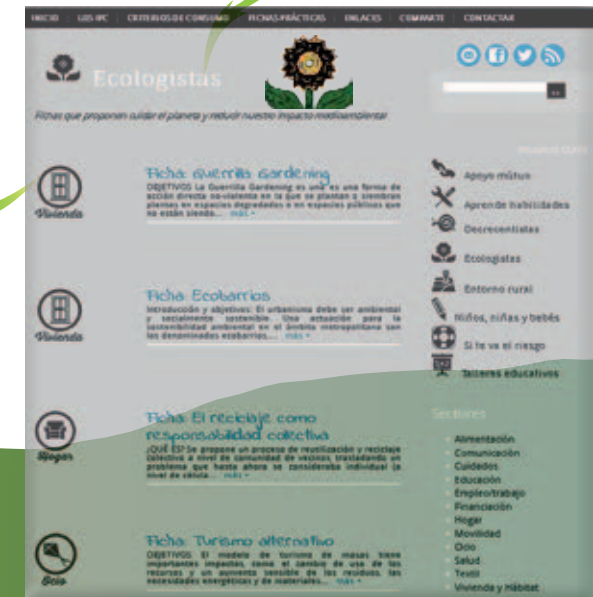 INICIO LOS IPC CRITERIOS DE CONSUMO FICHAS PRÁCTICAS ENLACES COMPARTE CONTACTAR
Ecologistas
Fichas que proponen cuidar el planeta y reducir nuestro impacto medioambiental
Vivienda
Ficha: Guerrilla Gardening
OBJETIVOS La Guerrilla Gardening es una es una forma de
acción directa no-violenta en la que se plantan o siembran
plantas en espacios degradados o en espacios públicos que
no están siendo... más +
Vivienda
Ficha: Ecobarrios
Introducción y objetivos: El urbanismo debe ser ambiental
y socialmente sostenible. Una actuación para la
sostenibilidad ambiental en el ámbito metropolitano son
los denominados ecobarrios.... más +
Hogar
Ficha: El reciclaje como
responsabilidad colectiva
¿QUÉ ES? Se propone un proceso de reutilización y reciclaje
colectivo a nivel de comunidad de vecinos, trasladando un
problema que hasta ahora se consideraba individual (a
nivel de célula... más +
Ocio
Ficha: Turismo alternativo
OBJETIVOS El modelo de turismo de masas tiene
importantes impactos, como el cambio de uso de los
recursos y un aumento sensible de los residuos, las
necesidades energéticas y de materiales... más +
Apoyo mútuo
Aprende habilidades
Decrecentistas
Ecologistas
Entorno rural
Niños, niñas y bebés
Si te va el riesgo
Talleres educativos
Sectores
Alimentación
Comunicación
Cuidados
Educación
Empleo/trabajo
Financiación
Hogar
Movilidad
Ocio
Salud
Textil
Vivienda y Hábitat